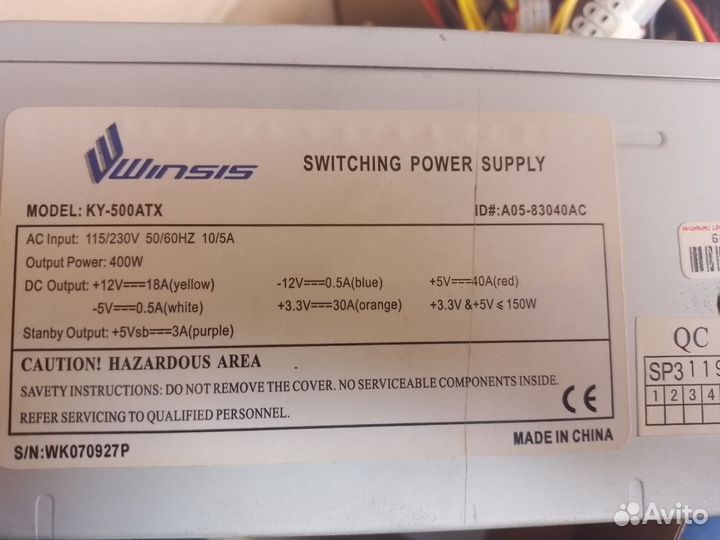 Winsis
SWITCHING POWER SUPPLY
MODEL: KY-500ATX
ID#:A05-83040AC
AC Input: 115/230V 50/60HZ 10/5A
Output Power: 400W
DC Output: +12V⎓18A(yellow) -12V⎓0.5A(blue) +5V⎓40A(red)
-5V⎓0.5A(white) +3.3V⎓30A(orange) +3.3V &+5V ≤ 150W
Stanby Output: +5Vsb⎓3A(purple)
CAUTION! HAZARDOUS AREA
SAVETY INSTRUCTIONS: DO NOT REMOVE THE COVER. NO SERVICEABLE COMPONENTS INSIDE.
REFER SERVICING TO QUALIFIED PERSONNEL.
CE
S/N:WK070927P
MADE IN CHINA
QC
SP3 119
1 2 3 4
Avito